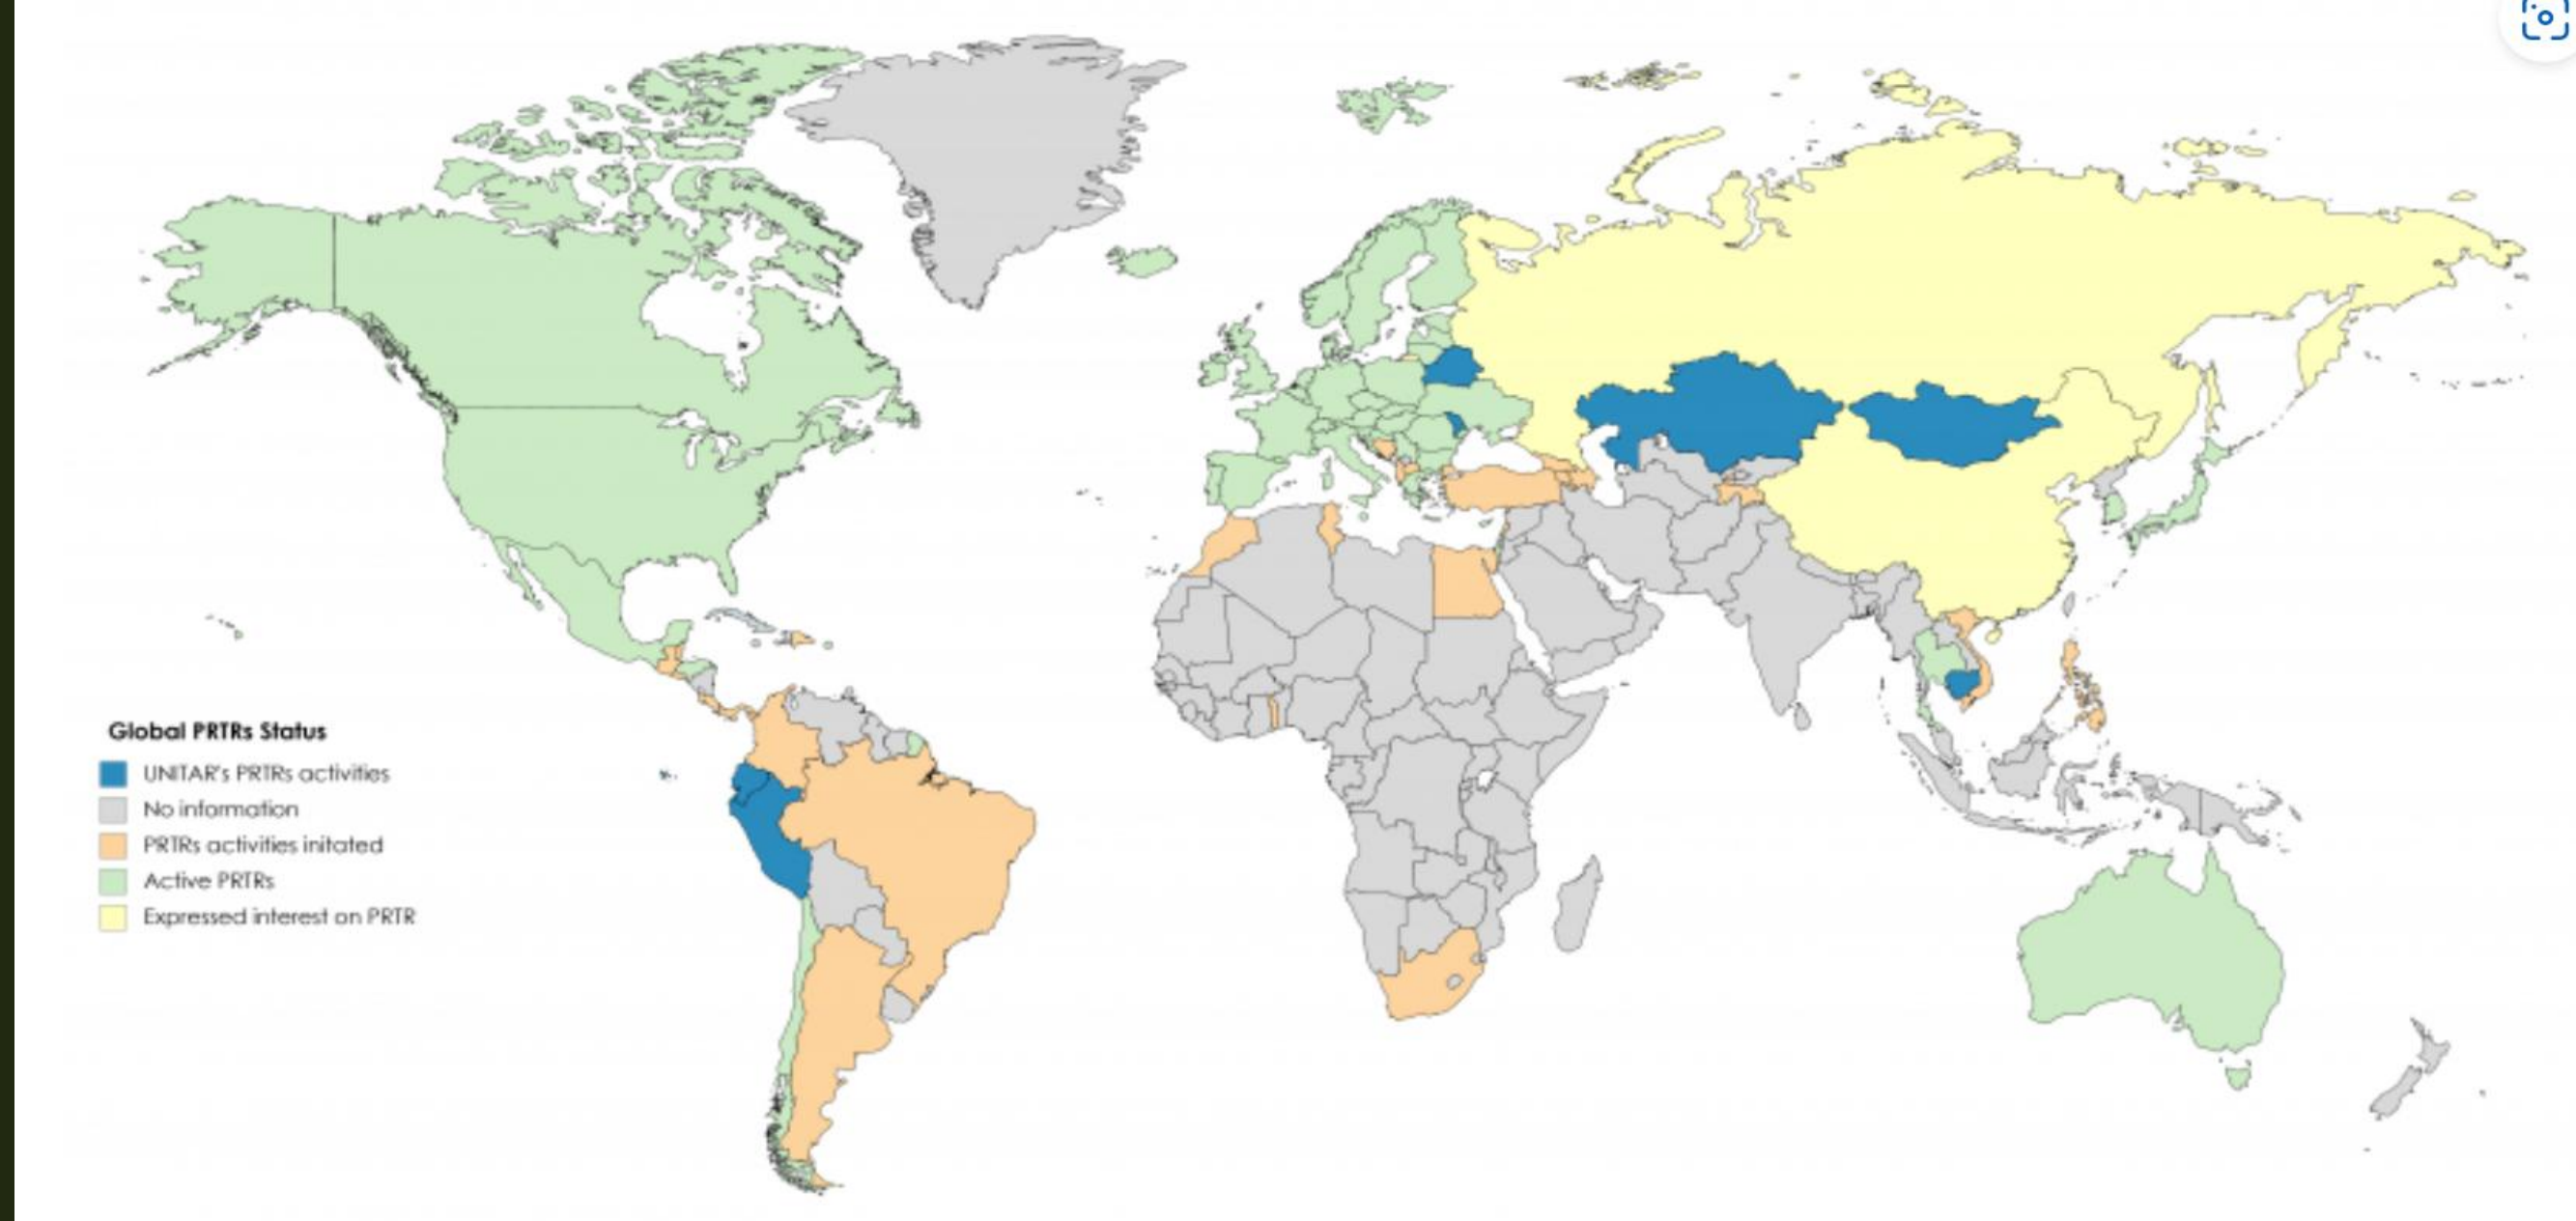 Global PRTRs Status
UNITAR's PRTRs activities
No information
PRTRs activities initated
Active PRTRs
Expressed interest on PRTR